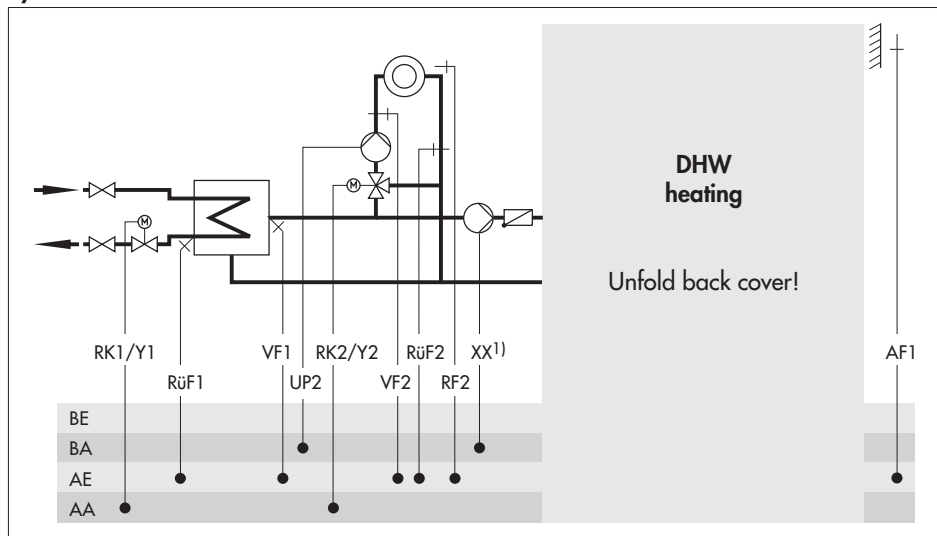 DHW
heating
Unfold back cover!
M
M
RK1/Y1 VF1 RK2/Y2 RüF2 XX1) AF1
RüF1 UP2 VF2 RF2
BE
BA
AE
AA